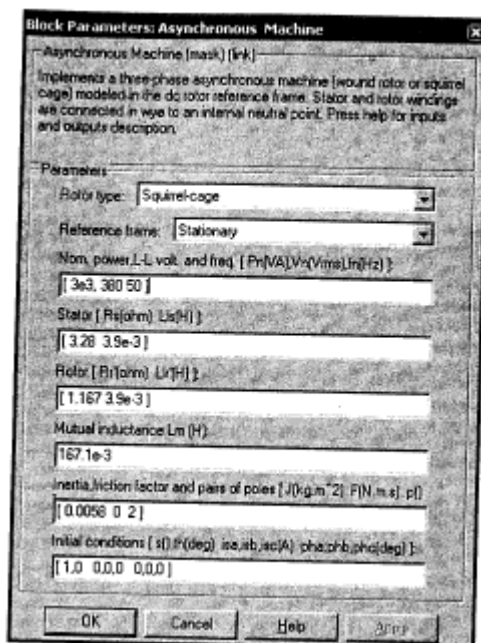 Block Parameters: Asynchronous Machine
Asynchronous Machine (mask) (link)
Implements a three-phase asynchronous machine (wound rotor or squirrel
cage) modeled in the dq rotor reference frame. Stator and rotor windings
are connected in wye to an internal neutral point. Press help for inputs
and outputs description.
Parameters
Rotor type: Squirrel-cage
Reference frame: Stationary
Nom. power,L-L volt. and freq. [ Pn(VA),Vn(Vrms),fn(Hz) ]:
[ 3e3, 380 50 ]
Stator [ Rs(ohm) Lls(H) ]:
[ 3.28 3.9e-3 ]
Rotor [ Rr'(ohm) Llr'(H) ]:
[ 1.167 3.9e-3 ]
Mutual inductance Lm (H):
167.1e-3
Inertia,friction factor and pairs of poles [ J(kg.m^2) F(N.m.s) p()
[ 0.0058 0 2 ]
Initial conditions [ s() th(deg) isa,isb,isc(A) pha,phb,phc(deg) ]:
[ 1,0 0,0,0 0,0,0 ]
OK
Cancel
Help
Apply